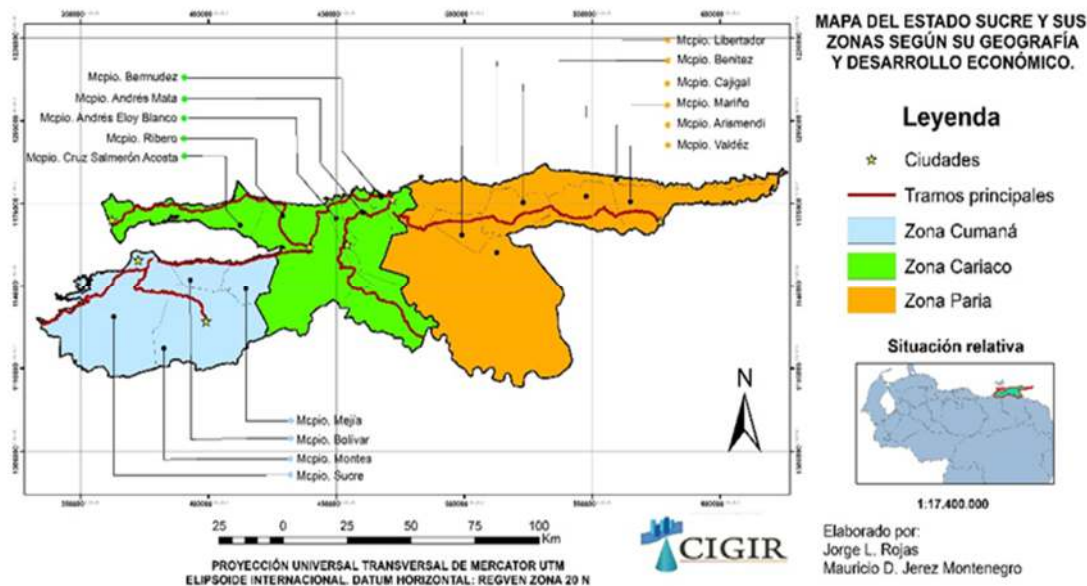 MAPA DEL ESTADO SUCRE Y SUS
ZONAS SEGÚN SU GEOGRAFÍA
Y DESARROLLO ECONÓMICO.
Mcpio. Bermudez
Mcpio. Andrés Mata
Mcpio. Andrés Eloy Blanco
Mcpio. Ribero
Mcpio. Cruz Salmerón Acosta
Mcpio. Libertador
Mcpio. Benitez
Mcpio. Cajigal
Mcpio. Mariño
Mcpio. Arismendi
Mcpio. Valdéz
Mcpio. Mejía
Mcpio. Bolívar
Mcpio. Montes
Mcpio. Sucre
Leyenda
Ciudades
Tramos principales
Zona Cumaná
Zona Cariaco
Zona Paria
Situación relativa
1:17.400.000
N
25 0 25 50 75 100
Km
PROYECCIÓN UNIVERSAL TRANSVERSAL DE MERCATOR UTM
ELIPSOIDE INTERNACIONAL. DATUM HORIZONTAL: REGVEN ZONA 20 N
CIGIR
Elaborado por:
Jorge L. Rojas
Mauricio D. Jerez Montenegro